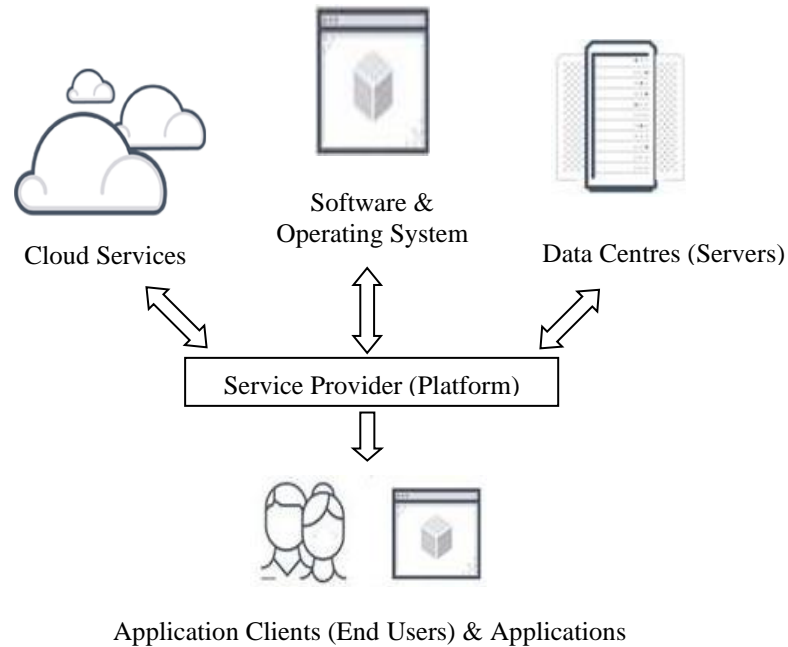 Software &
Operating System
Cloud Services
Data Centres (Servers)
Service Provider (Platform)
Application Clients (End Users) & Applications